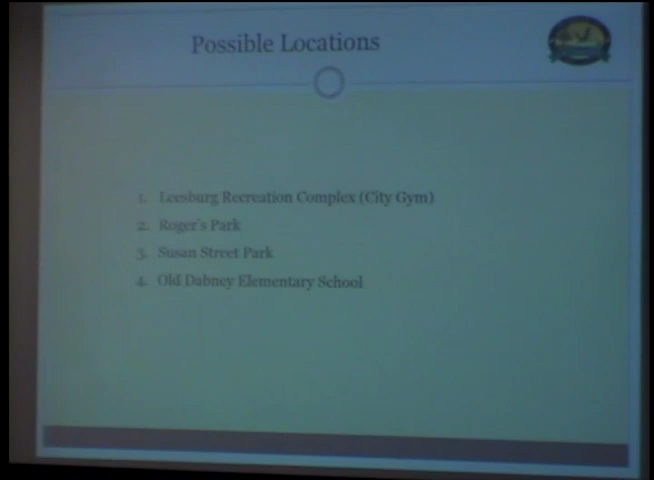 Possible Locations
1. Leesburg Recreation Complex (City Gym)
2. Roger's Park
3. Susan Street Park
4. Old Dabney Elementary School